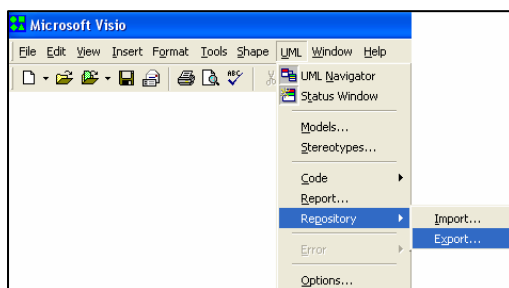 Microsoft Visio
File Edit View Insert Format Tools Shape UML Window Help
ABC
UML Navigator
Status Window
Models...
Stereotypes...
Code
Report...
Repository
Import...
Export...
Error
Options...